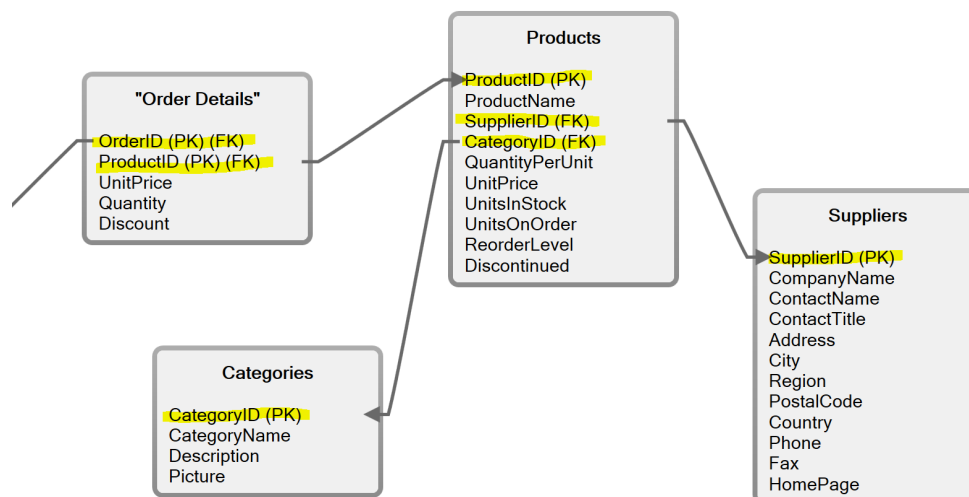 "Order Details"
OrderID (PK) (FK)
ProductID (PK) (FK)
UnitPrice
Quantity
Discount
Products
ProductID (PK)
ProductName
SupplierID (FK)
CategoryID (FK)
QuantityPerUnit
UnitPrice
UnitsInStock
UnitsOnOrder
ReorderLevel
Discontinued
Categories
CategoryID (PK)
CategoryName
Description
Picture
Suppliers
SupplierID (PK)
CompanyName
ContactName
ContactTitle
Address
City
Region
PostalCode
Country
Phone
Fax
HomePage